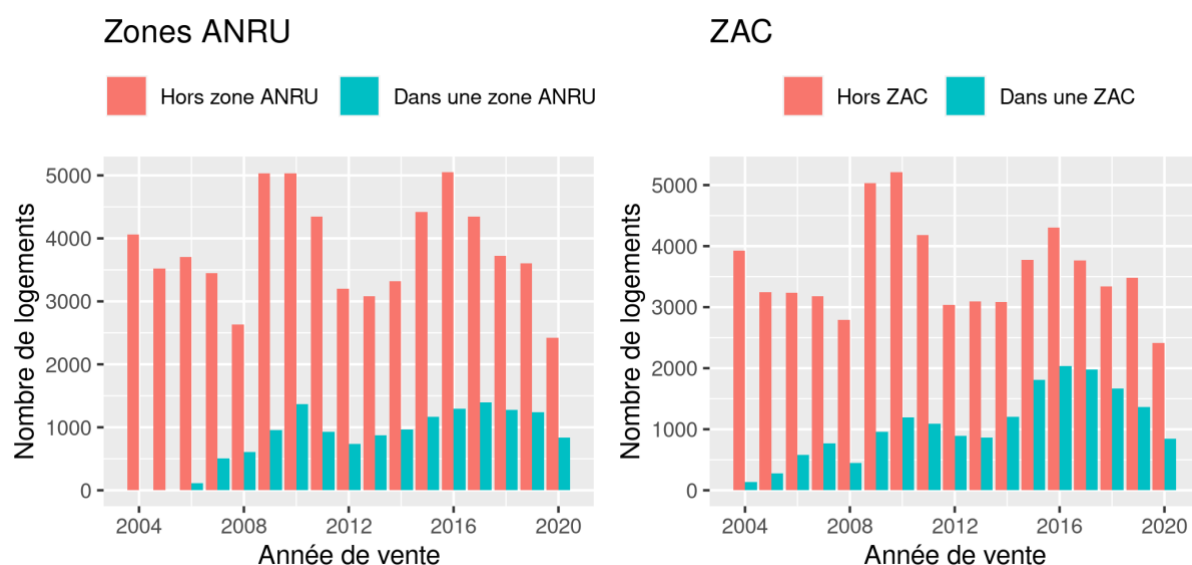 Zones ANRU
Hors zone ANRU
Dans une zone ANRU
Nombre de logements
5000
4000
3000
2000
1000
0
2004
2008
2012
2016
2020
Année de vente
ZAC
Hors ZAC
Dans une ZAC
Nombre de logements
5000
4000
3000
2000
1000
0
2004
2008
2012
2016
2020
Année de vente